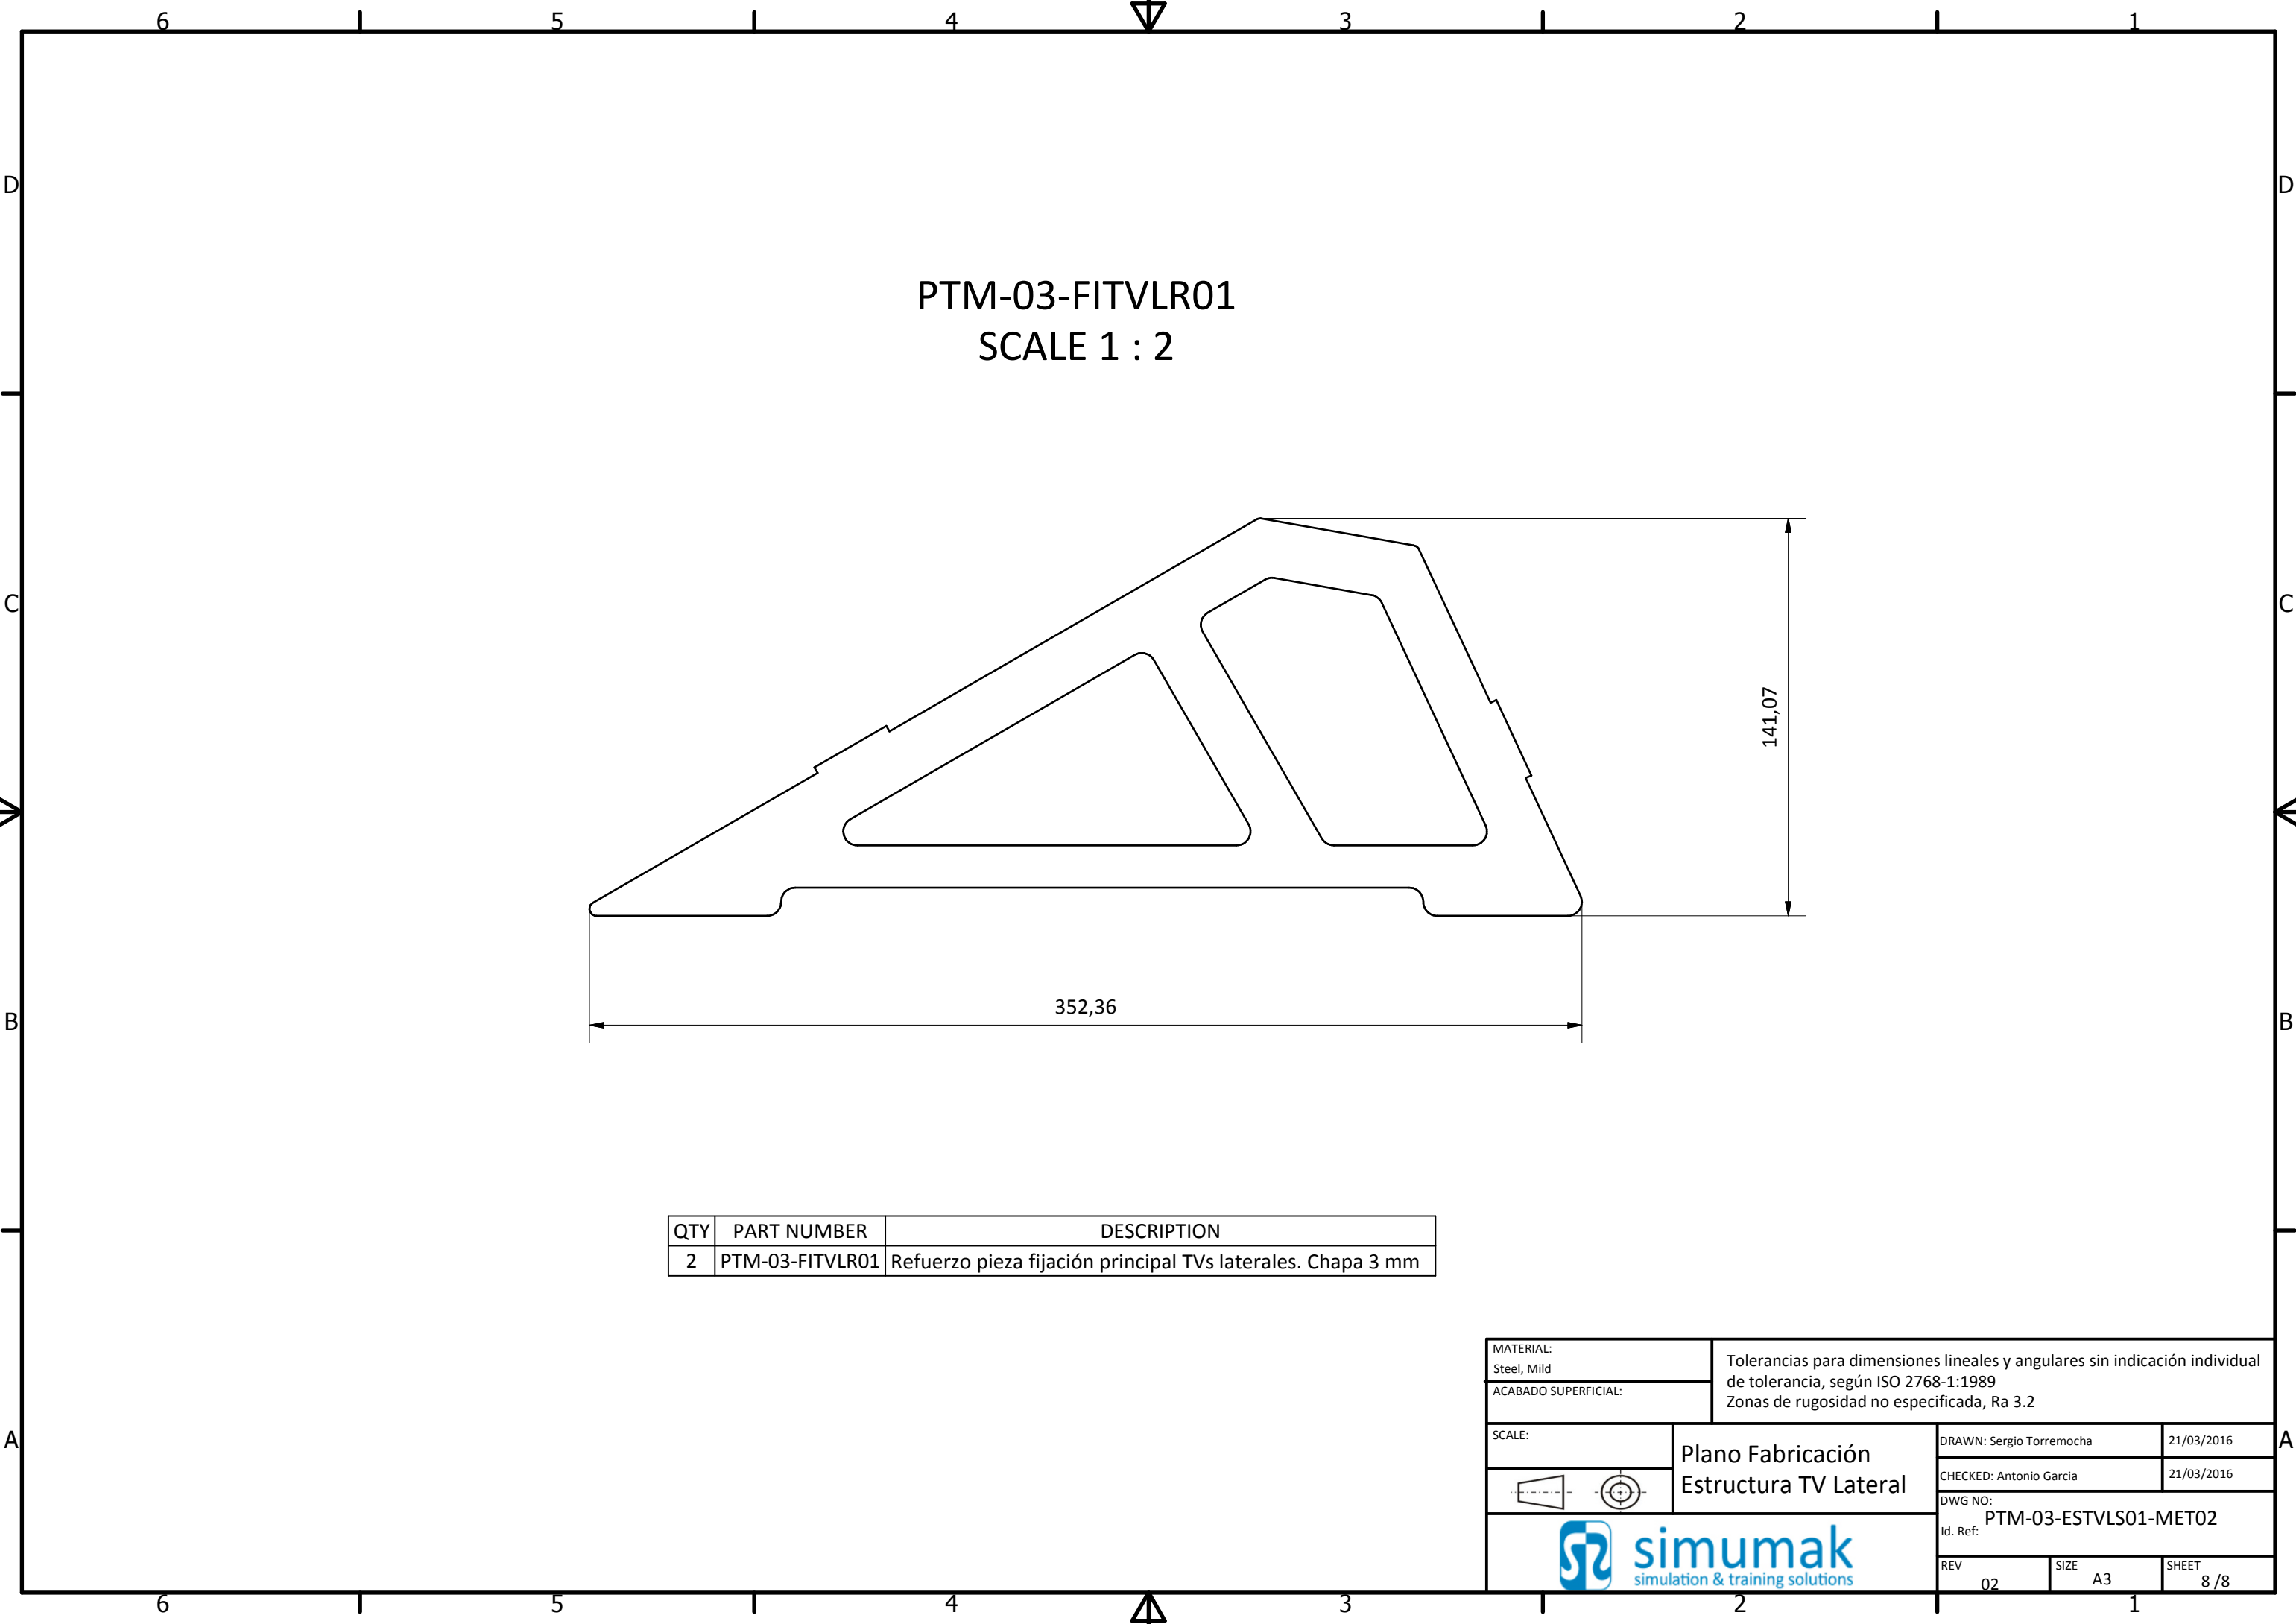 6 5 4 3 2 1
D D
PTM-03-FITVLR01
SCALE 1 : 2
C C
141,07
352,36
B B
QTY PART NUMBER DESCRIPTION
2 PTM-03-FITVLR01 Refuerzo pieza fijación principal TVs laterales. Chapa 3 mm
MATERIAL:
Steel, Mild
ACABADO SUPERFICIAL:
Tolerancias para dimensiones lineales y angulares sin indicación individual
de tolerancia, según ISO 2768-1:1989
Zonas de rugosidad no especificada, Ra 3.2
A A
SCALE:
Plano Fabricación
Estructura TV Lateral
DRAWN: Sergio Torremocha 21/03/2016
CHECKED: Antonio Garcia 21/03/2016
DWG NO:
PTM-03-ESTVLS01-MET02
Id. Ref:
simumak
simulation & training solutions
REV 02
SIZE A3
SHEET 8 /8
6 5 4 3 2 1